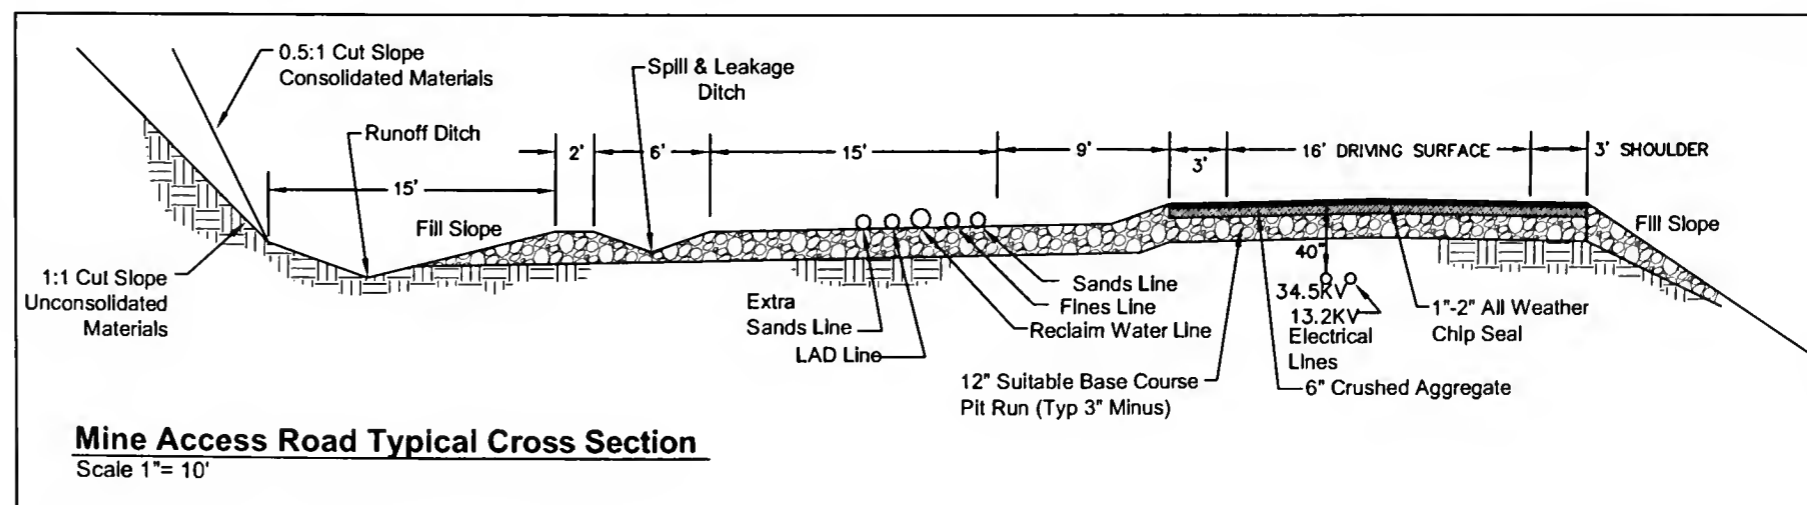 0.5:1 Cut Slope
Consolidated Materials
Spill & Leakage
Ditch
Runoff Ditch
2'
6'
15'
9'
3'
16' DRIVING SURFACE
3' SHOULDER
15'
Fill Slope
Fill Slope
1:1 Cut Slope
Unconsolidated
Materials
40"
Extra
Sands Line
LAD Line
Sands Line
Fines Line
Reclaim Water Line
34.5KV
13.2KV
Electrical
Lines
1"-2" All Weather
Chip Seal
12" Suitable Base Course
Pit Run (Typ 3" Minus)
6" Crushed Aggregate
Mine Access Road Typical Cross Section
Scale 1"= 10'